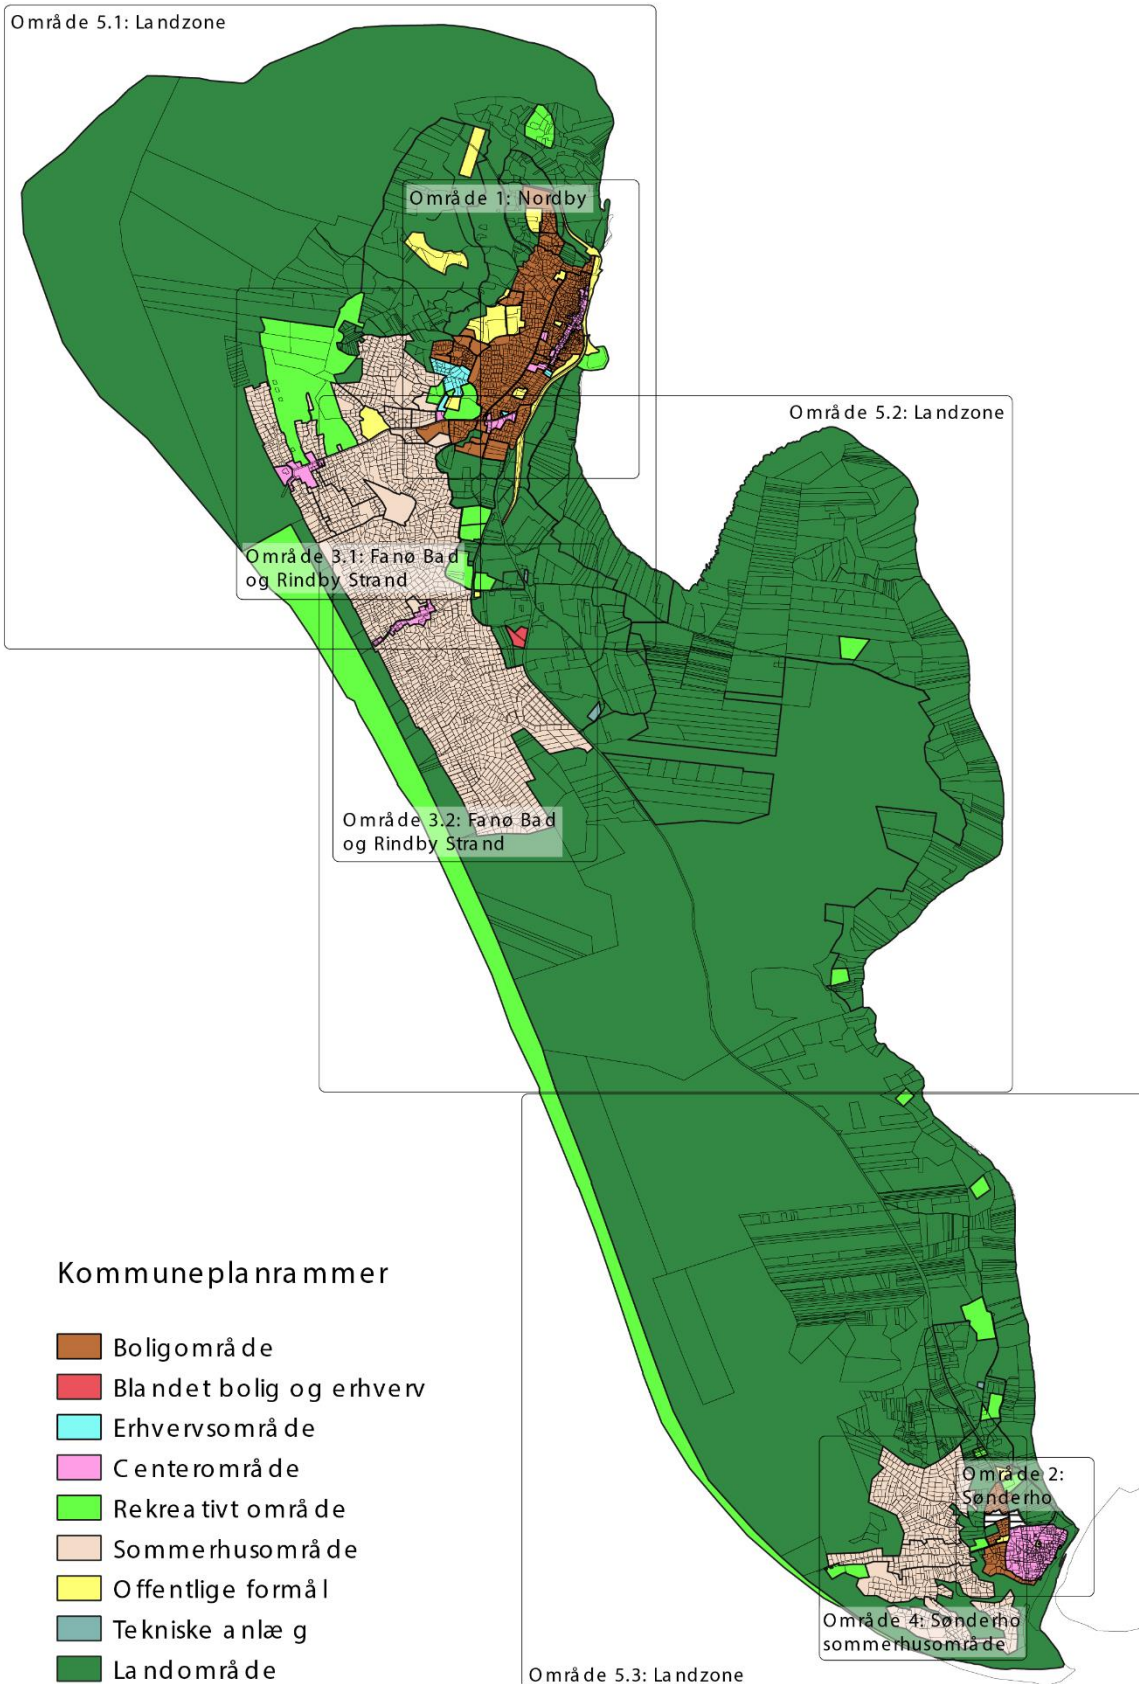 Område 5.1: Landzone
Område 1: Nordby
Område 5.2: Landzone
Område 3.1: Fanø Bad
og Rindby Strand
Område 3.2: Fanø Bad
og Rindby Strand
Kommuneplanrammer
Boligområde
Blandet bolig og erhverv
Erhvervsområde
Centerområde
Rekreativt område
Sommerhusområde
Offentlige formål
Tekniske anlæg
Landområde
Område 2:
Sønderho
Område 4: Sønderho
sommerhusområde
Område 5.3: Landzone